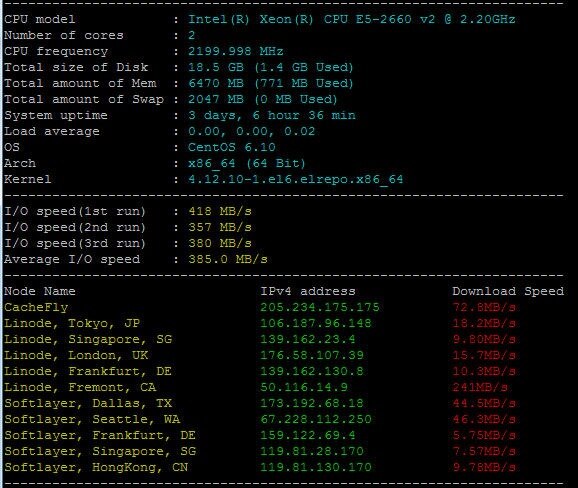 ----------------------------------------------------------------------
CPU model            : Intel(R) Xeon(R) CPU E5-2660 v2 @ 2.20GHz
Number of cores      : 2
CPU frequency        : 2199.998 MHz
Total size of Disk   : 18.5 GB (1.4 GB Used)
Total amount of Mem  : 6470 MB (771 MB Used)
Total amount of Swap : 2047 MB (0 MB Used)
System uptime        : 3 days, 6 hour 36 min
Load average         : 0.00, 0.00, 0.02
OS                   : CentOS 6.10
Arch                 : x86_64 (64 Bit)
Kernel               : 4.12.10-1.el6.elrepo.x86_64
----------------------------------------------------------------------
I/O speed(1st run)   : 418 MB/s
I/O speed(2nd run)   : 357 MB/s
I/O speed(3rd run)   : 380 MB/s
Average I/O speed    : 385.0 MB/s
----------------------------------------------------------------------
Node Name                       IPv4 address            Download Speed
CacheFly                        205.234.175.175         72.8MB/s
Linode, Tokyo, JP               106.187.96.148          18.2MB/s
Linode, Singapore, SG           139.162.23.4            9.80MB/s
Linode, London, UK              176.58.107.39           15.7MB/s
Linode, Frankfurt, DE           139.162.130.8           10.3MB/s
Linode, Fremont, CA             50.116.14.9             241MB/s
Softlayer, Dallas, TX           173.192.68.18           44.5MB/s
Softlayer, Seattle, WA          67.228.112.250          46.3MB/s
Softlayer, Frankfurt, DE        159.122.69.4            5.75MB/s
Softlayer, Singapore, SG        119.81.28.170           7.57MB/s
Softlayer, HongKong, CN         119.81.130.170          9.78MB/s
----------------------------------------------------------------------